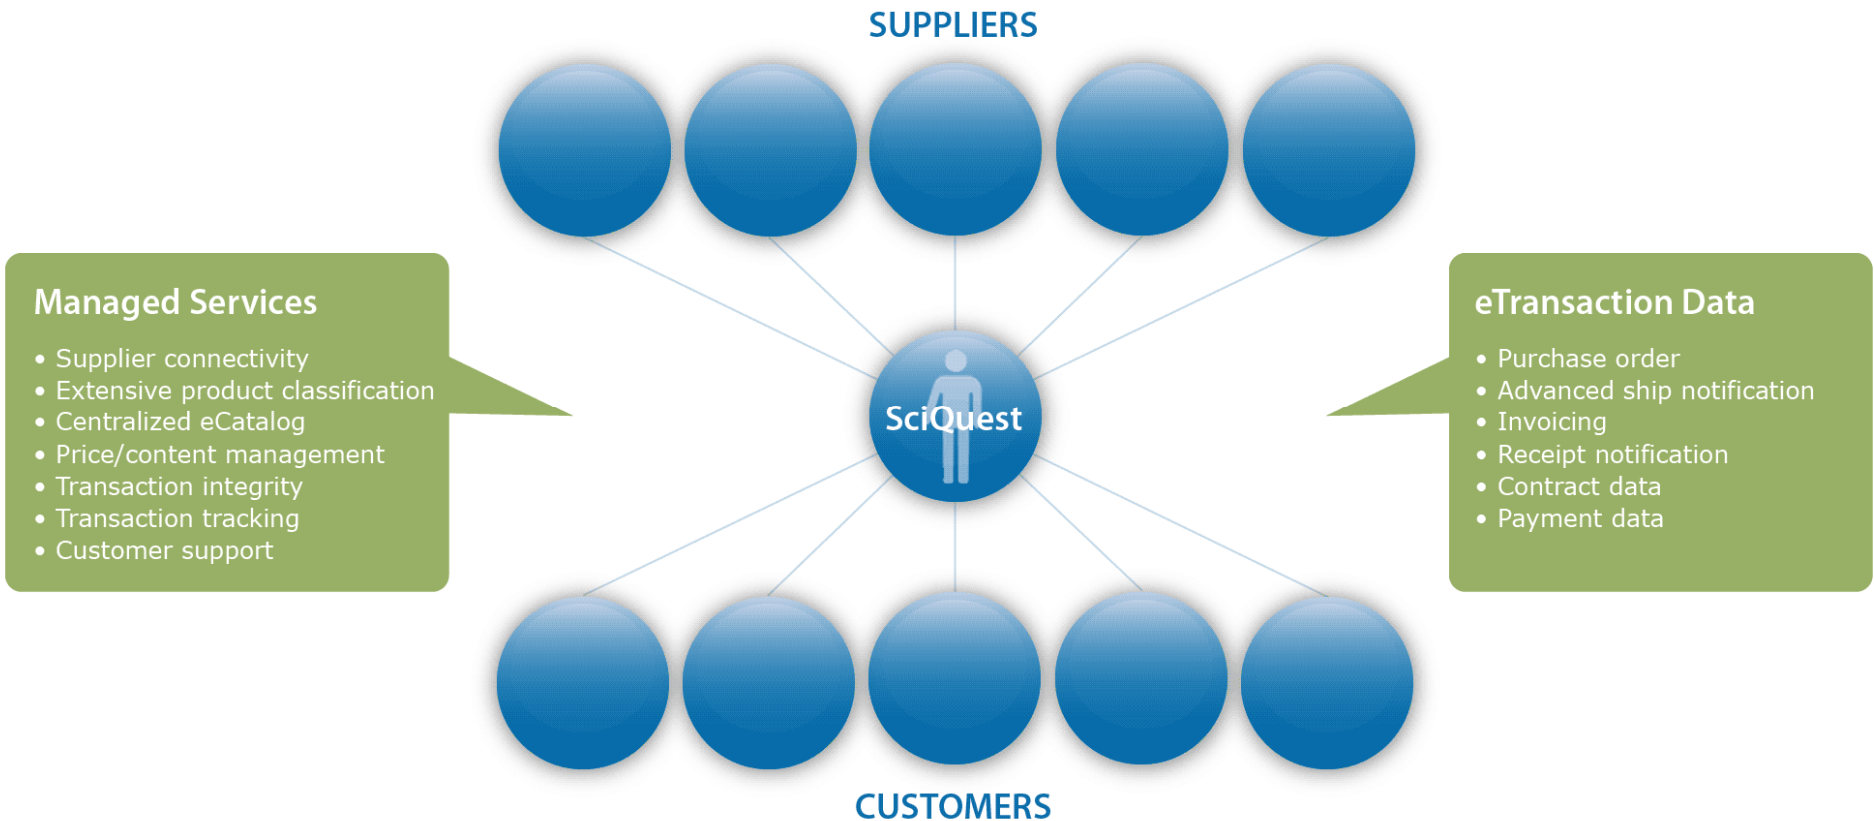 SUPPLIERS
Managed Services
• Supplier connectivity
• Extensive product classification
• Centralized eCatalog
• Price/content management
• Transaction integrity
• Transaction tracking
• Customer support
SciQuest
eTransaction Data
• Purchase order
• Advanced ship notification
• Invoicing
• Receipt notification
• Contract data
• Payment data
CUSTOMERS